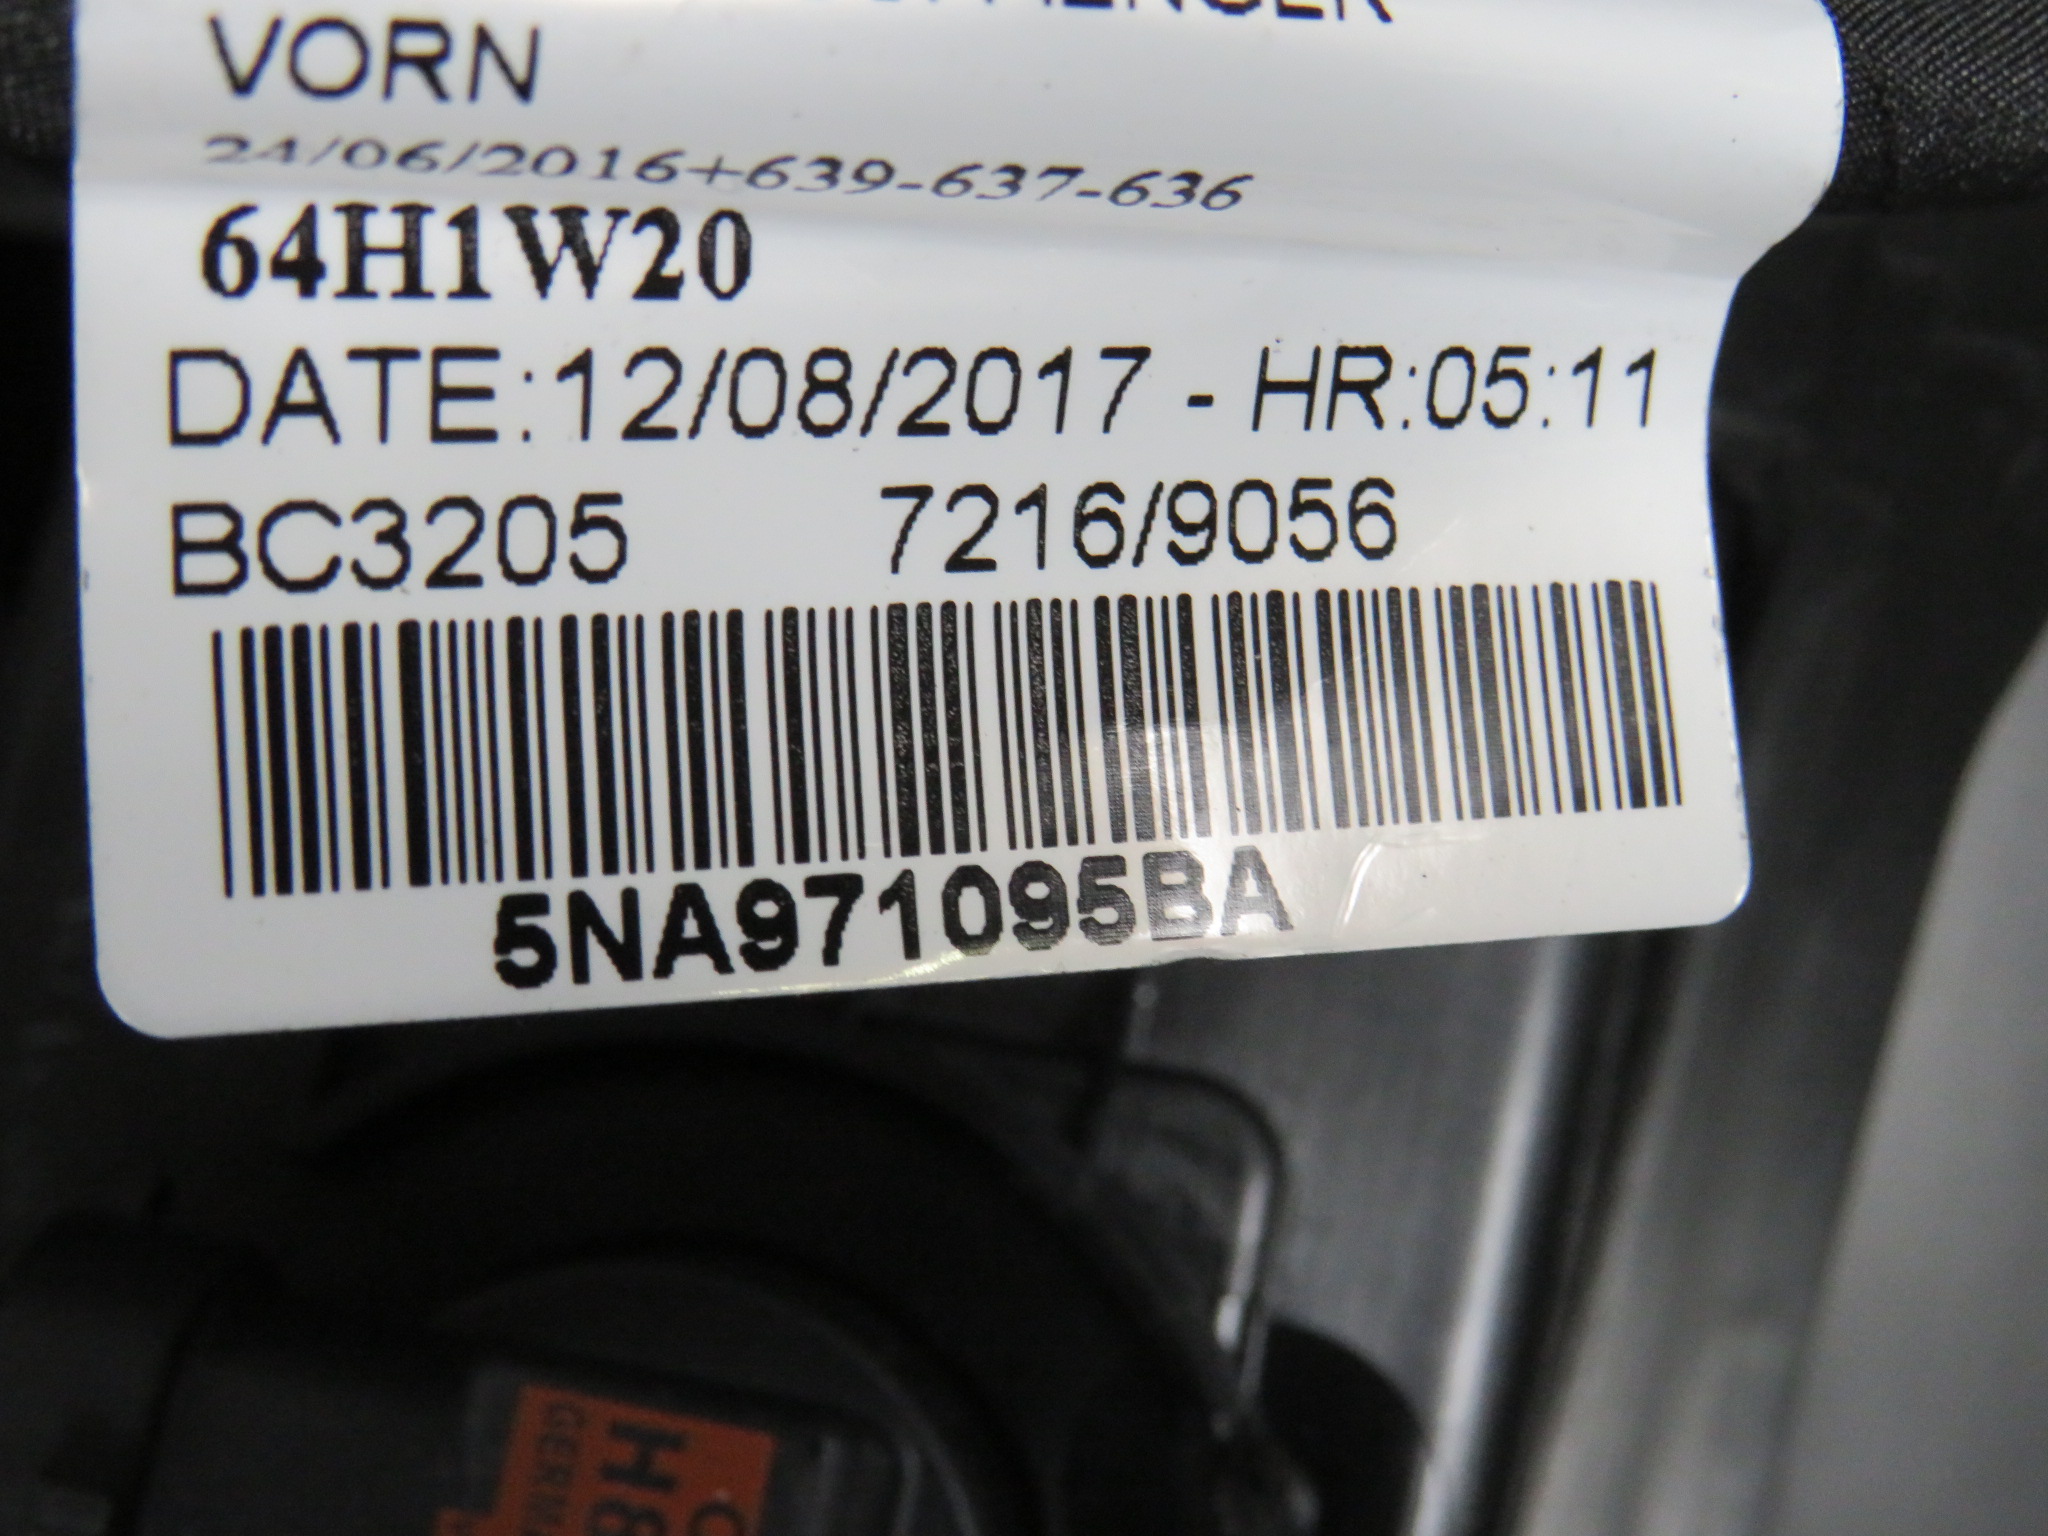 VORN
24/06/2016+639-637-636
64H1W20
DATE:12/08/2017 - HR:05:11
BC3205 7216/9056
5NA971095BA
H8